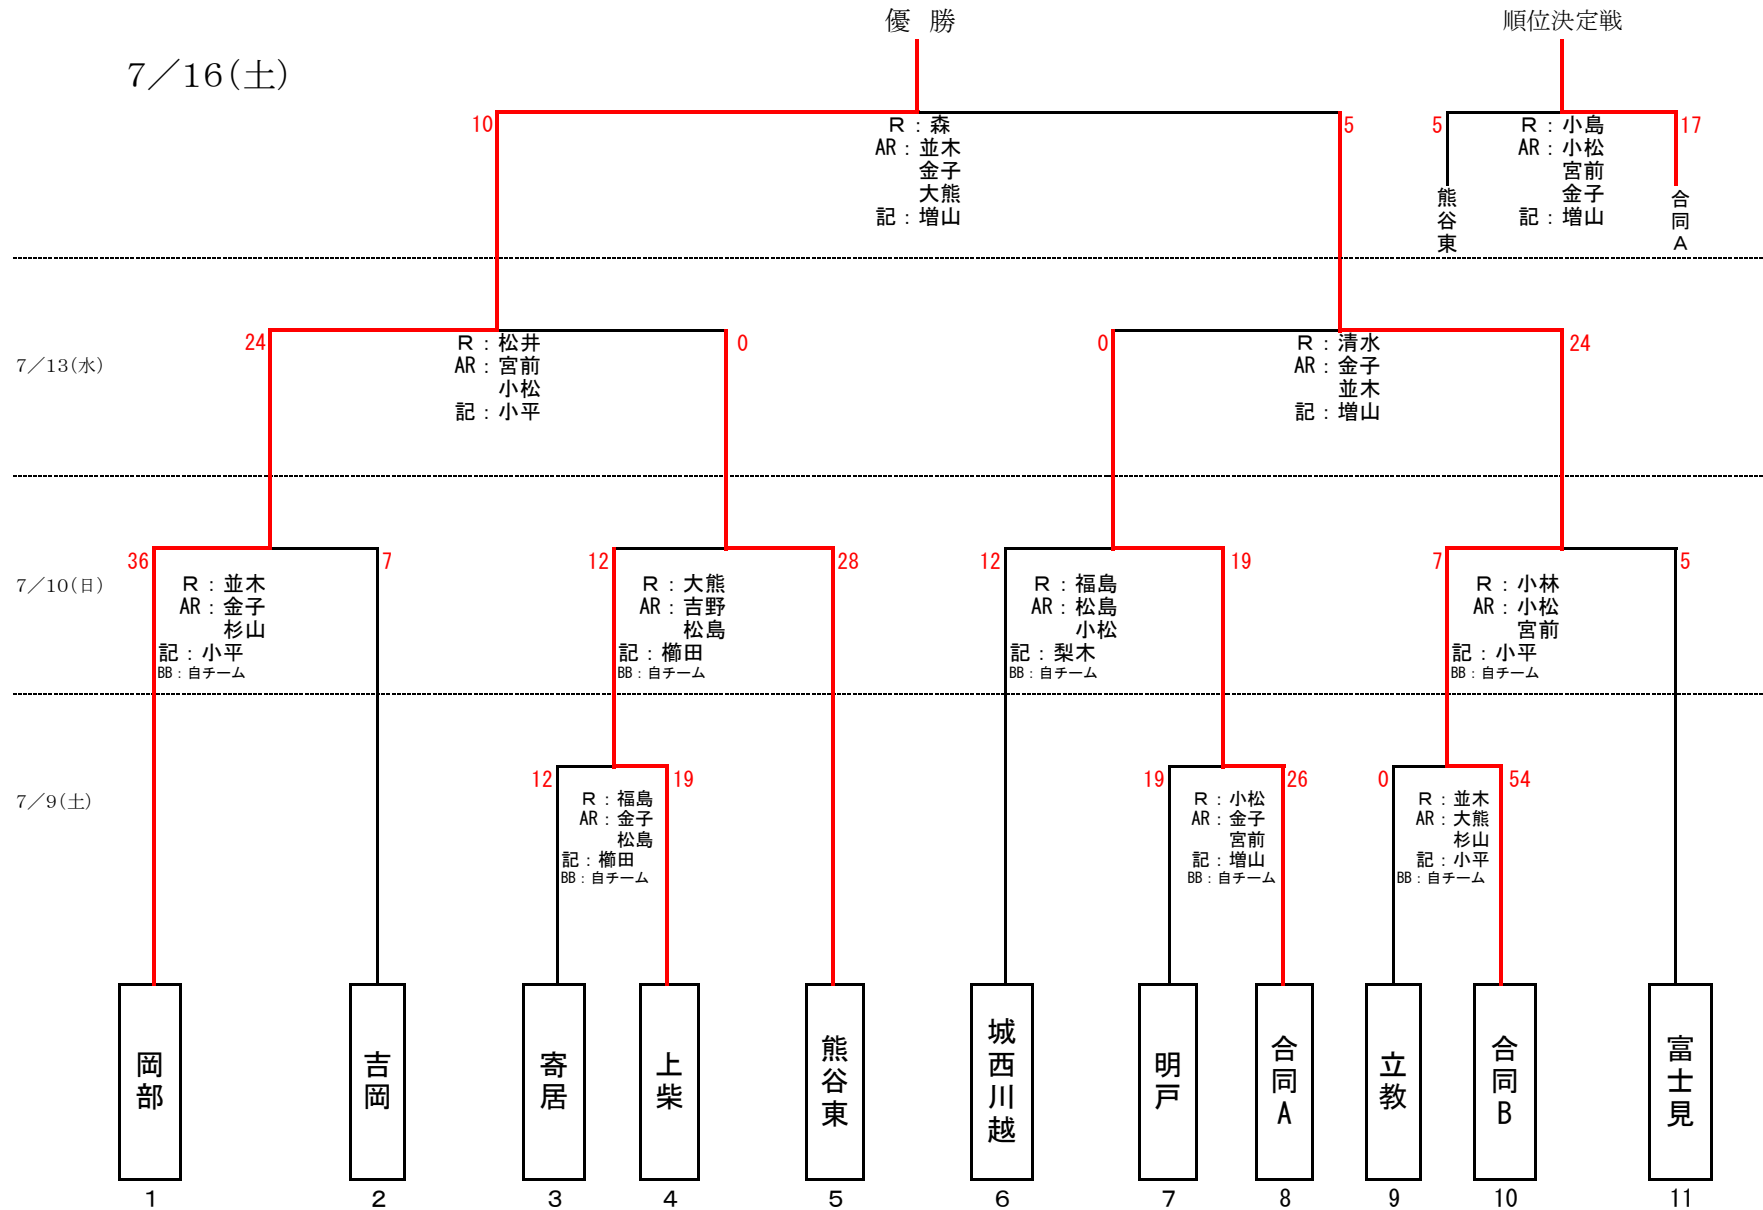 優 勝
順位決定戦
7／16(土)
10
5
R：森
AR：並木
金子
大熊
記：増山
5
17
R：小島
AR：小松
宮前
金子
記：増山
熊谷東
合同A
7／13(水)
24
0
R：松井
AR：宮前
小松
記：小平
0
24
R：清水
AR：金子
並木
記：増山
7／10(日)
36
7
R：並木
AR：金子
杉山
記：小平
BB：自チーム
12
28
R：大熊
AR：吉野
松島
記：櫛田
BB：自チーム
12
19
R：福島
AR：松島
小松
記：梨木
BB：自チーム
7
5
R：小林
AR：小松
宮前
記：小平
BB：自チーム
7／9(土)
12
19
R：福島
AR：金子
松島
記：櫛田
BB：自チーム
19
26
R：小松
AR：金子
宮前
記：増山
BB：自チーム
0
54
R：並木
AR：大熊
杉山
記：小平
BB：自チーム
岡部
吉岡
寄居
上柴
熊谷東
城西川越
明戸
合同A
立教
合同B
富士見
1
2
3
4
5
6
7
8
9
10
11